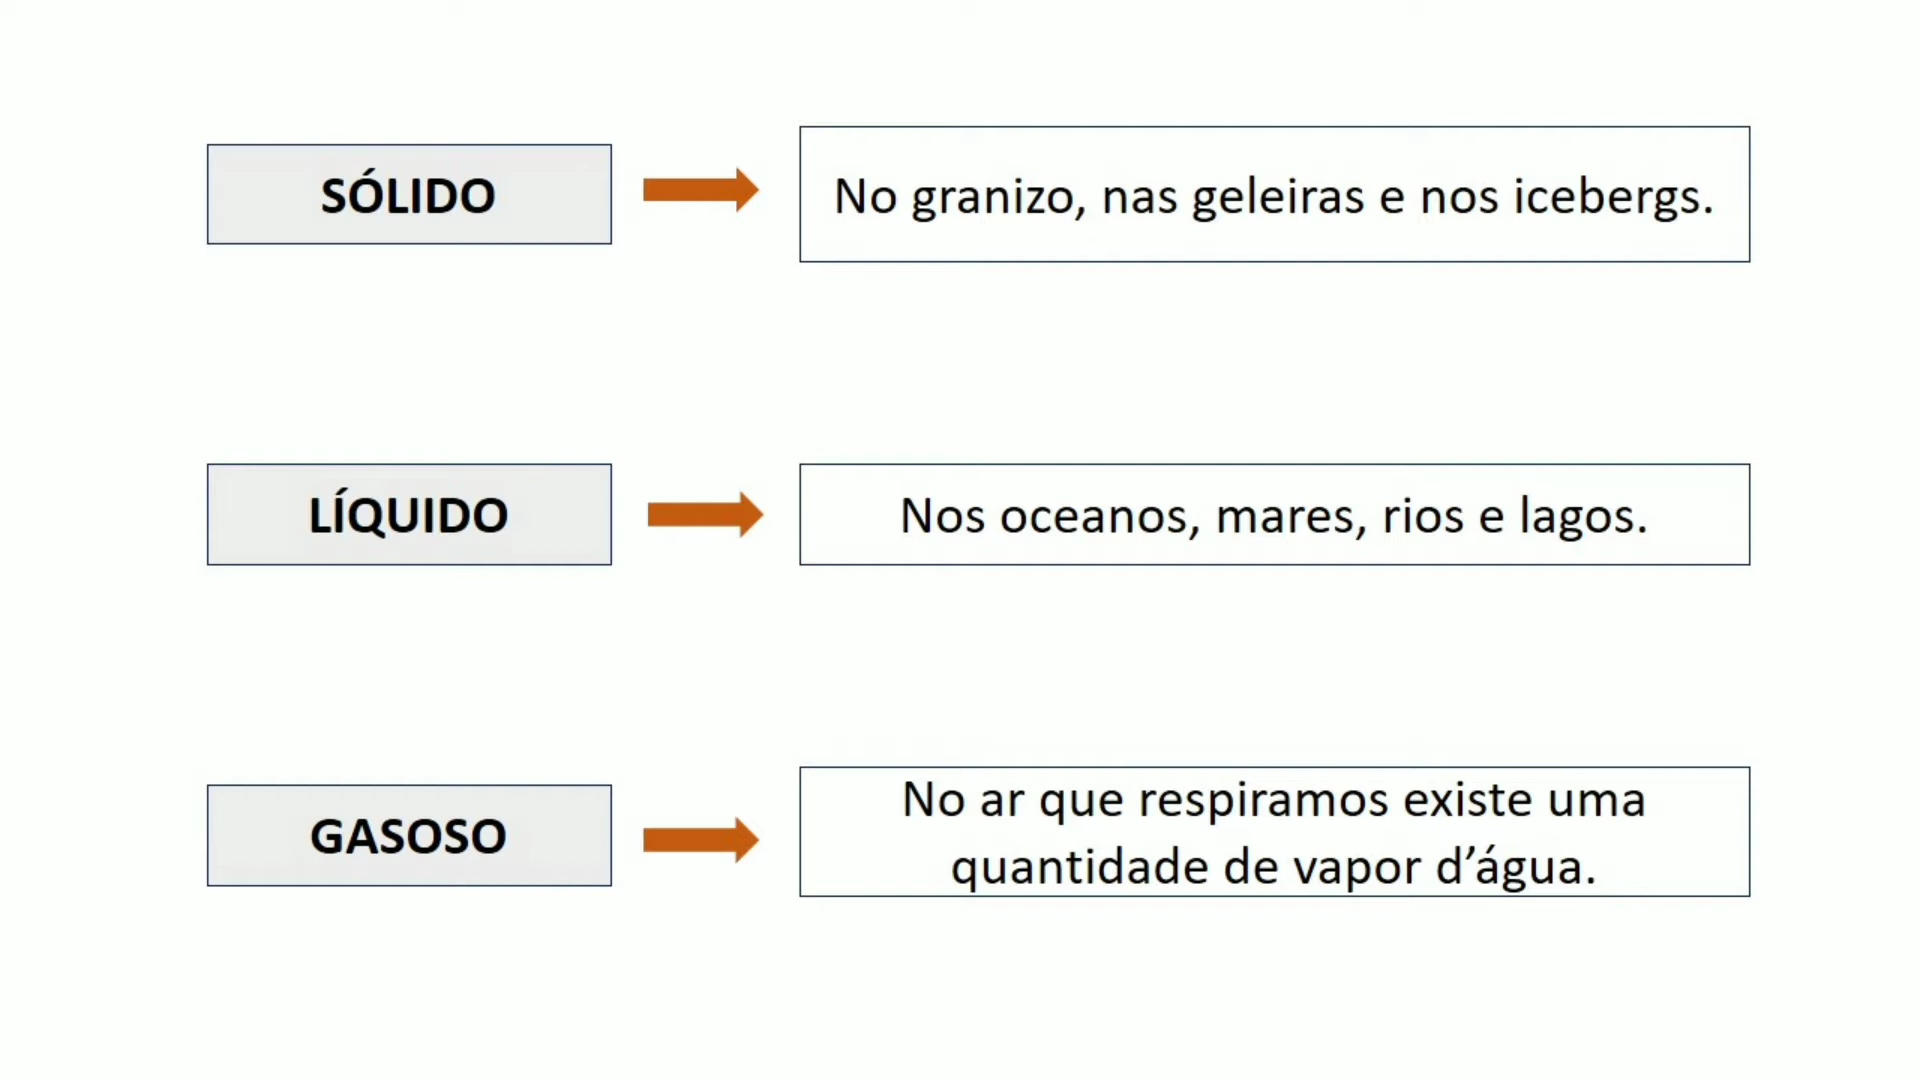 SÓLIDO
No granizo, nas geleiras e nos icebergs.
LÍQUIDO
Nos oceanos, mares, rios e lagos.
GASOSO
No ar que respiramos existe uma
quantidade de vapor d’água.